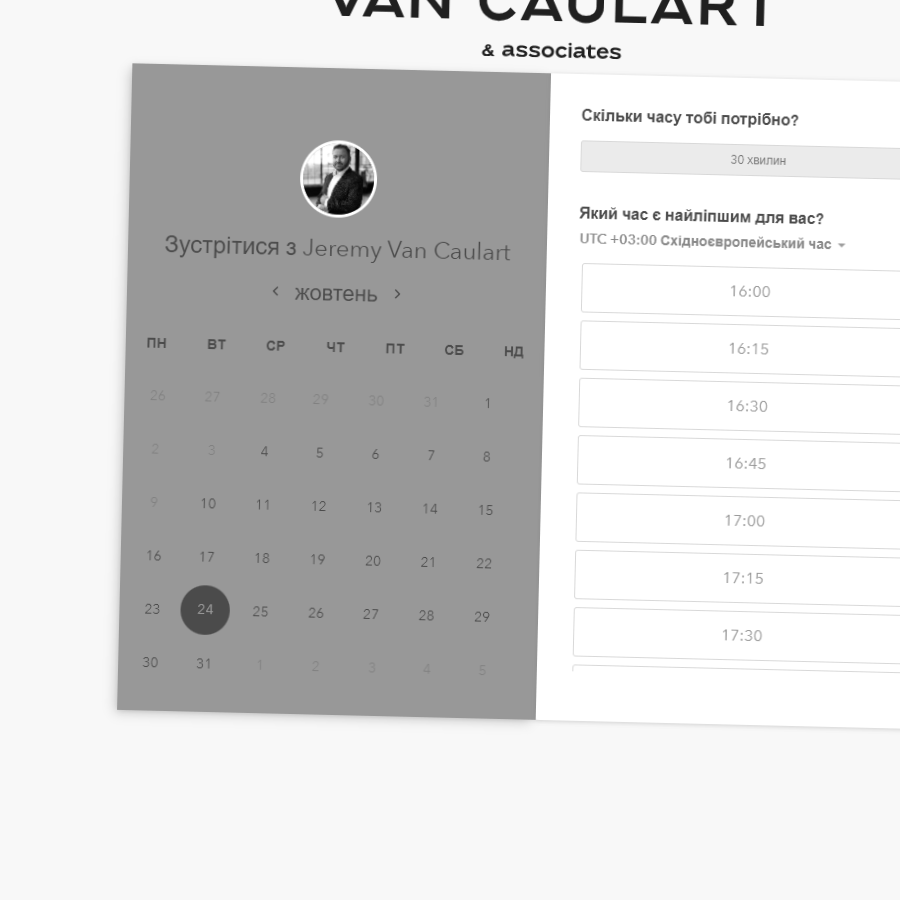 VAN CAULART
& associates
Зустрітися з Jeremy Van Caulart
жовтень
ПН ВТ СР ЧТ ПТ СБ НД
26 27 28 29 30 31 1
2 3 4 5 6 7 8
9 10 11 12 13 14 15
16 17 18 19 20 21 22
23 24 25 26 27 28 29
30 31 1 2 3 4 5
Скільки часу тобі потрібно?
30 хвилин
Який час є найліпшим для вас?
UTC +03:00 Східноєвропейський час
16:00
16:15
16:30
16:45
17:00
17:15
17:30